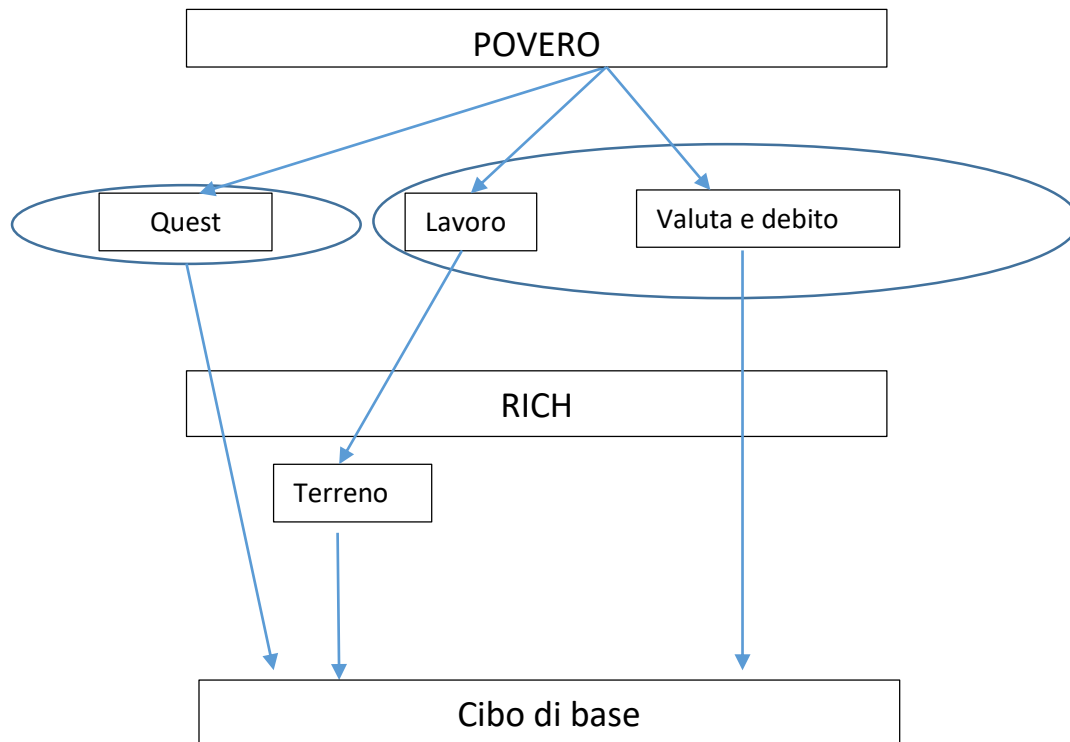 POVERO
Quest
Lavoro
Valuta e debito
RICH
Terreno
Cibo di base